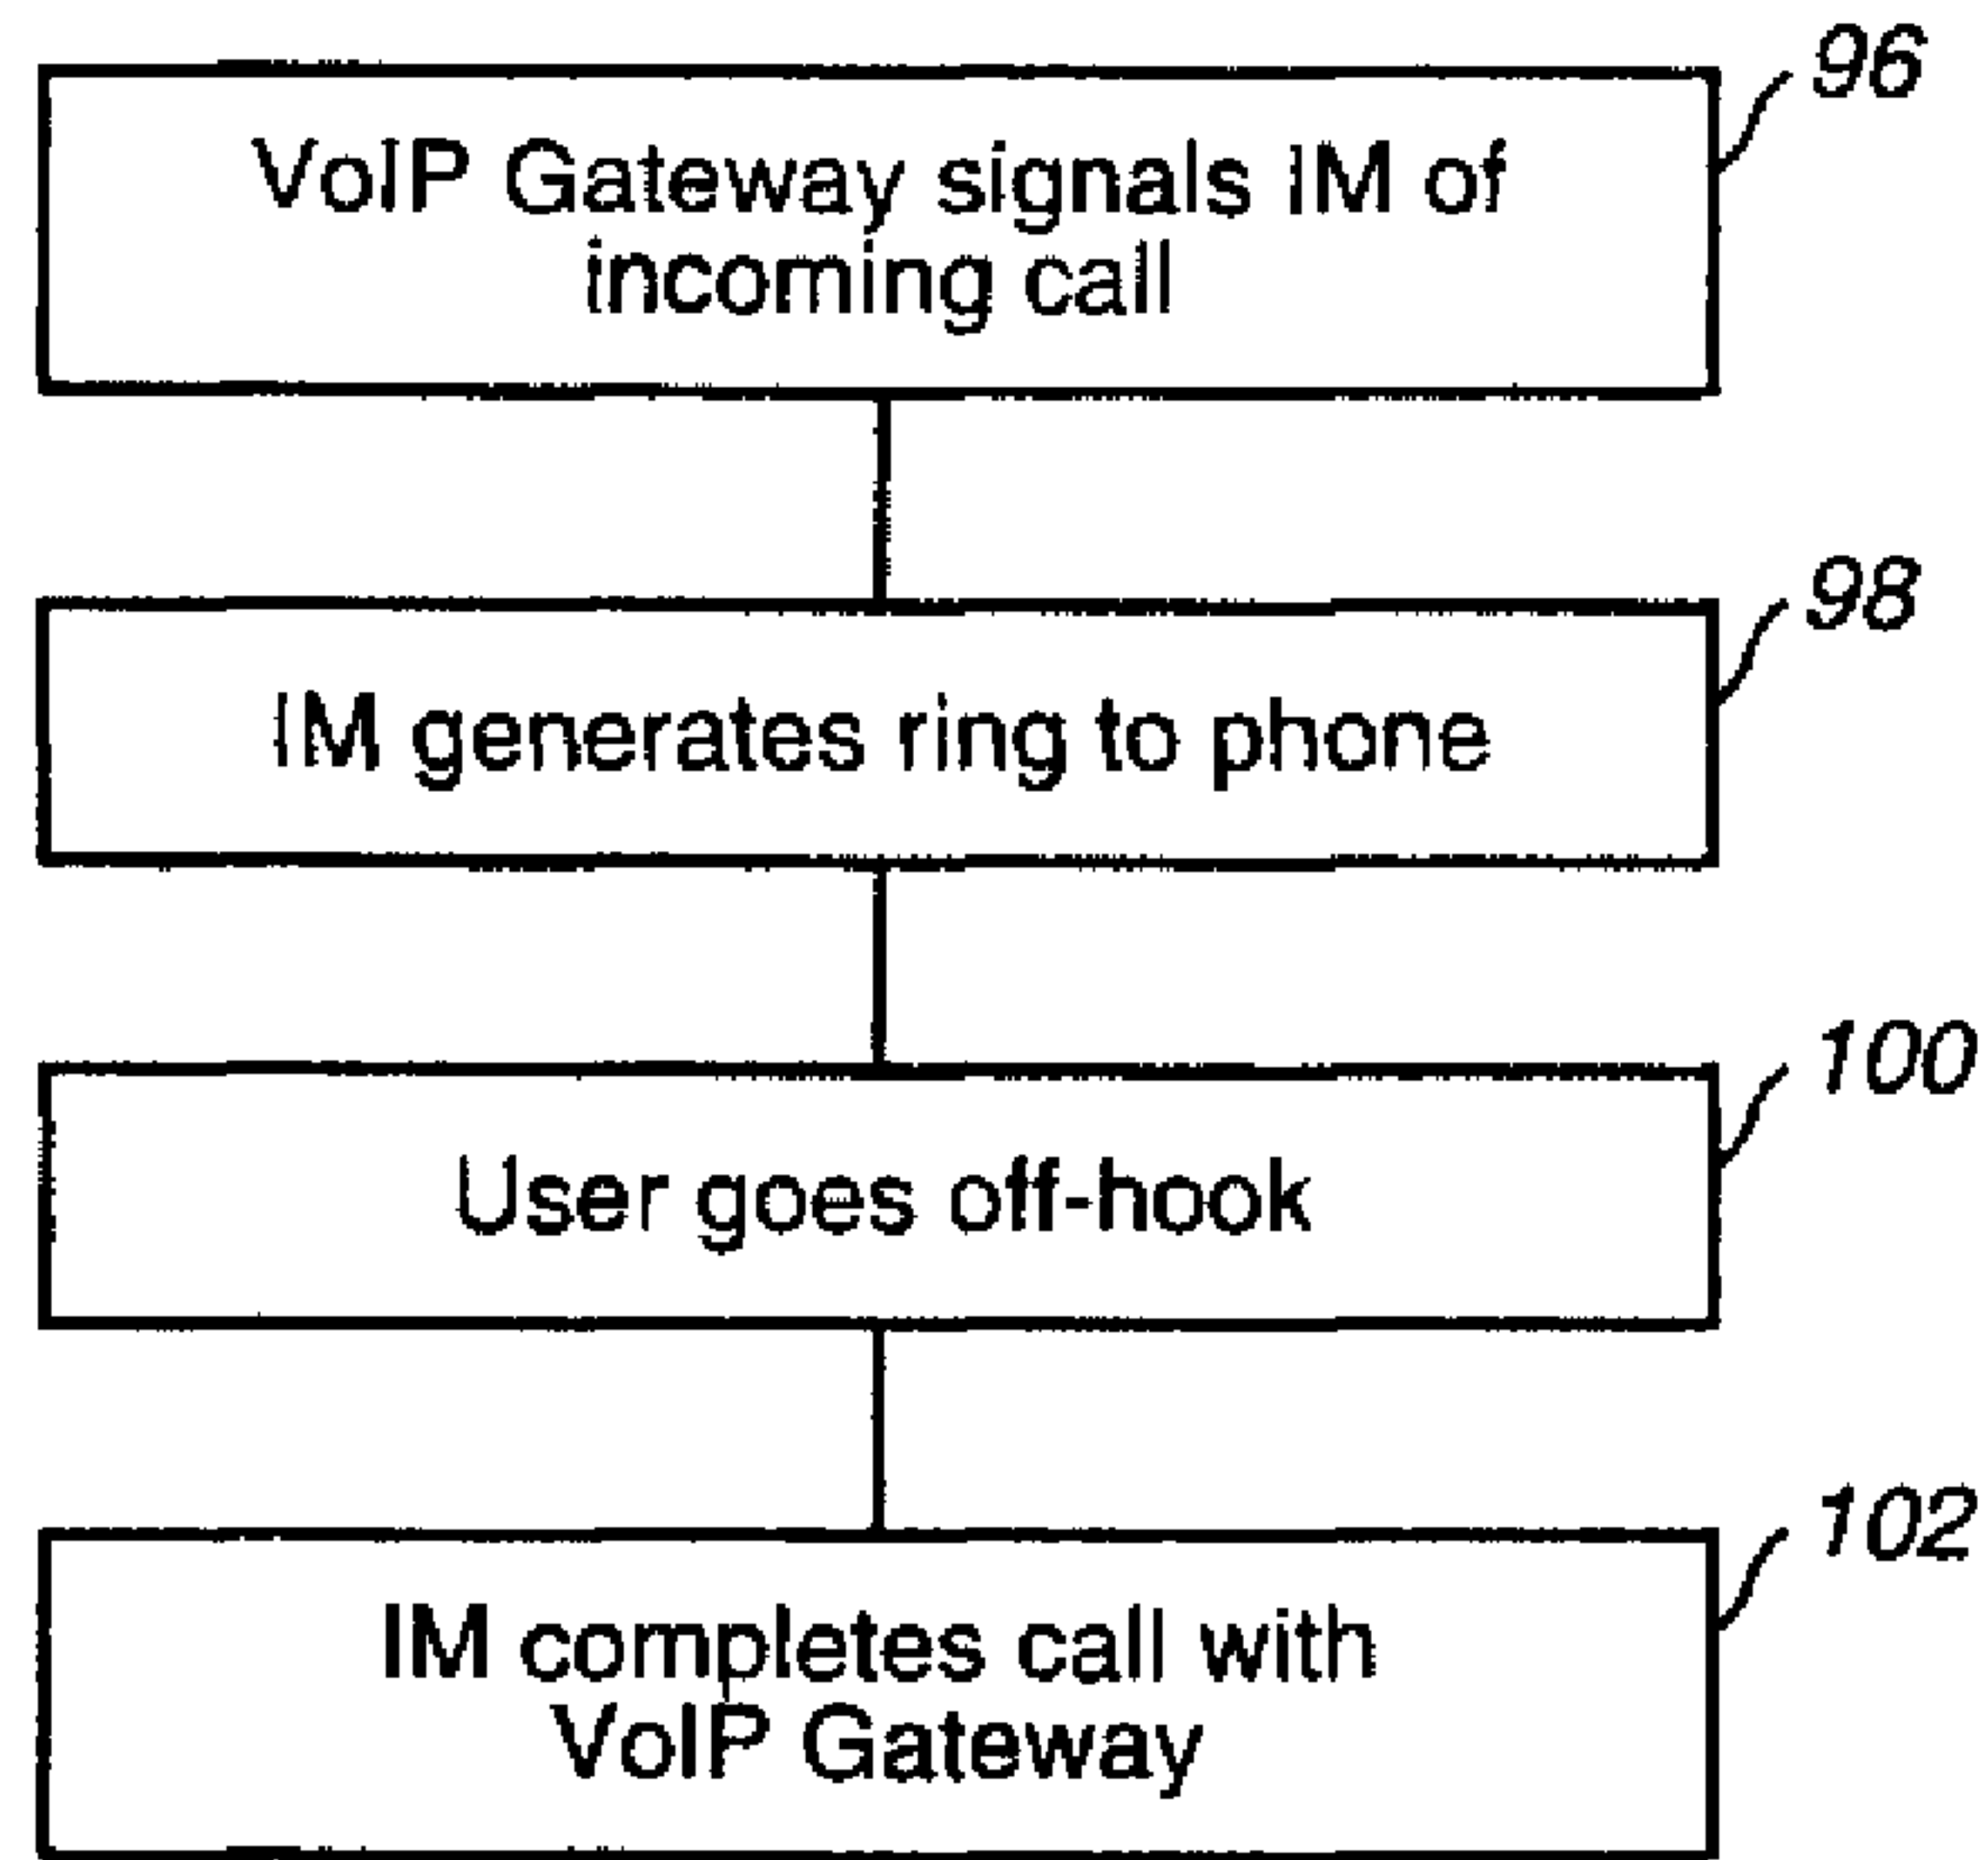 96
VoIP Gateway signals IM of
incoming call
98
IM generates ring to phone
100
User goes off-hook
102
IM completes call with
VoIP Gateway